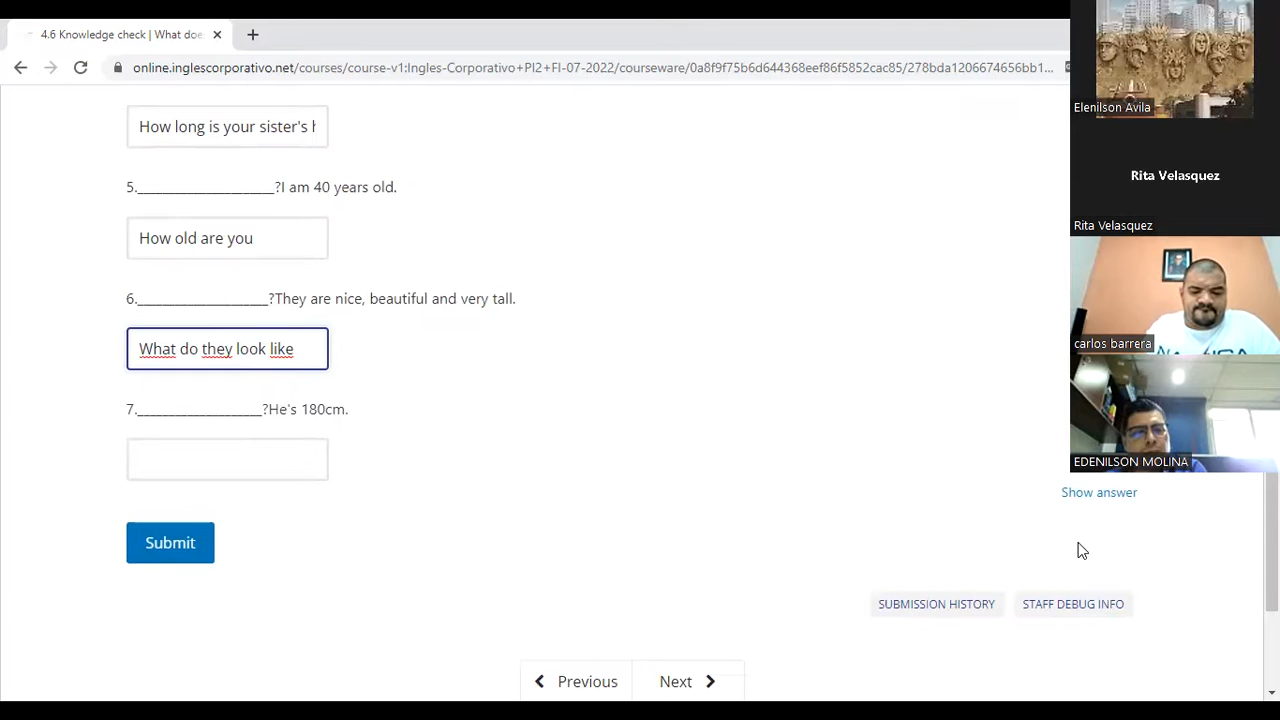 4.6 Knowledge check | What doe
online.inglescorporativo.net/courses/course-v1:Ingles-Corporativo+PI2+FI-07-2022/courseware/0a8f9f75b6d644368eef86f5852cac85/278bda1206674656bb1...
Elenilson Avila
How long is your sister's h
Rita Velasquez
5.____________________?I am 40 years old.
Rita Velasquez
How old are you
6.___________________?They are nice, beautiful and very tall.
What do they look like
carlos barrera
7.__________________?He's 180cm.
EDENILSON MOLINA
Show answer
Submit
SUBMISSION HISTORY
STAFF DEBUG INFO
Previous
Next